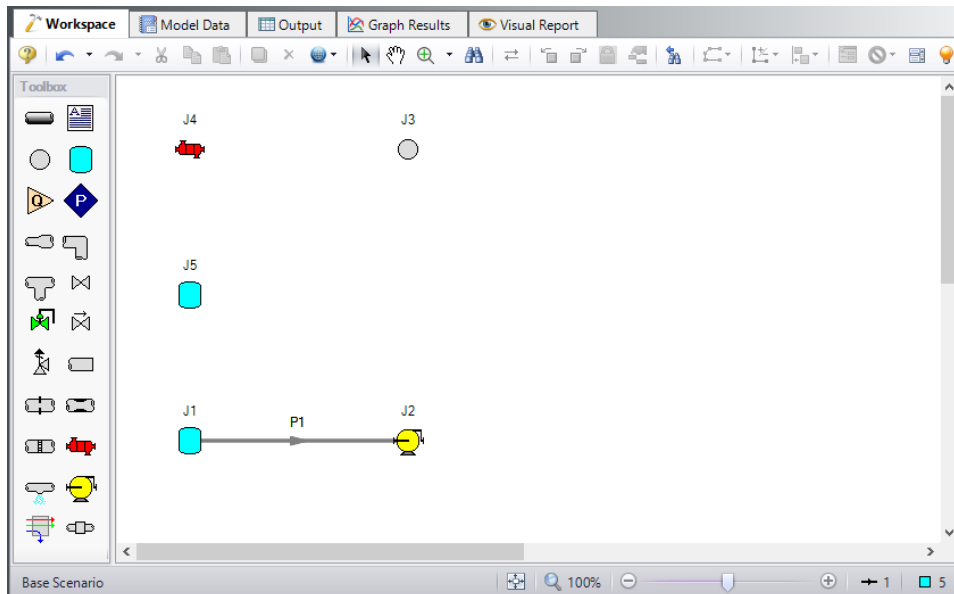 Workspace Model Data Output Graph Results Visual Report
Toolbox
J4 J3
J5
J1 P1 J2
Q P
Base Scenario 100% 1 5